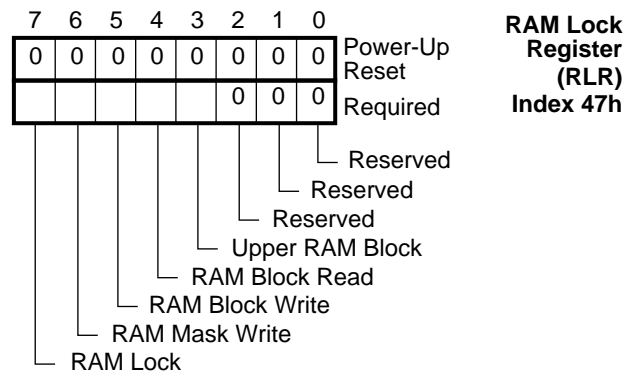 7 6 5 4 3 2 1 0
0 0 0 0 0 0 0 0 Power-Up Reset
0 0 0 Required
Reserved
Reserved
Reserved
Upper RAM Block
RAM Block Read
RAM Block Write
RAM Mask Write
RAM Lock
RAM Lock
Register
(RLR)
Index 47h